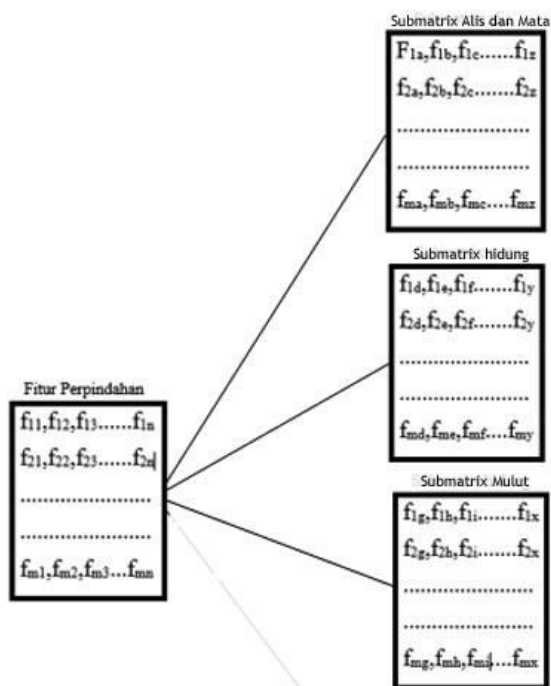 Submatrix Alis dan Mata
F1a,f1b,f1c......f1z
f2a,f2b,f2c.......f2z
........................
........................
fma,fmb,fmc....fmz
Submatrix hidung
f1d,f1e,f1f.......f1y
f2d,f2e,f2f.......f2y
........................
........................
fmd,fme,fmf....fmy
Fitur Perpindahan
f11,f12,f13......f1n
f21,f22,f23......f2n
........................
........................
fm1,fm2,fm3...fmn
Submatrix Mulut
f1g,f1h,f1i.......f1x
f2g,f2h,f2i.......f2x
........................
........................
fmg,fmh,fmi....fmx